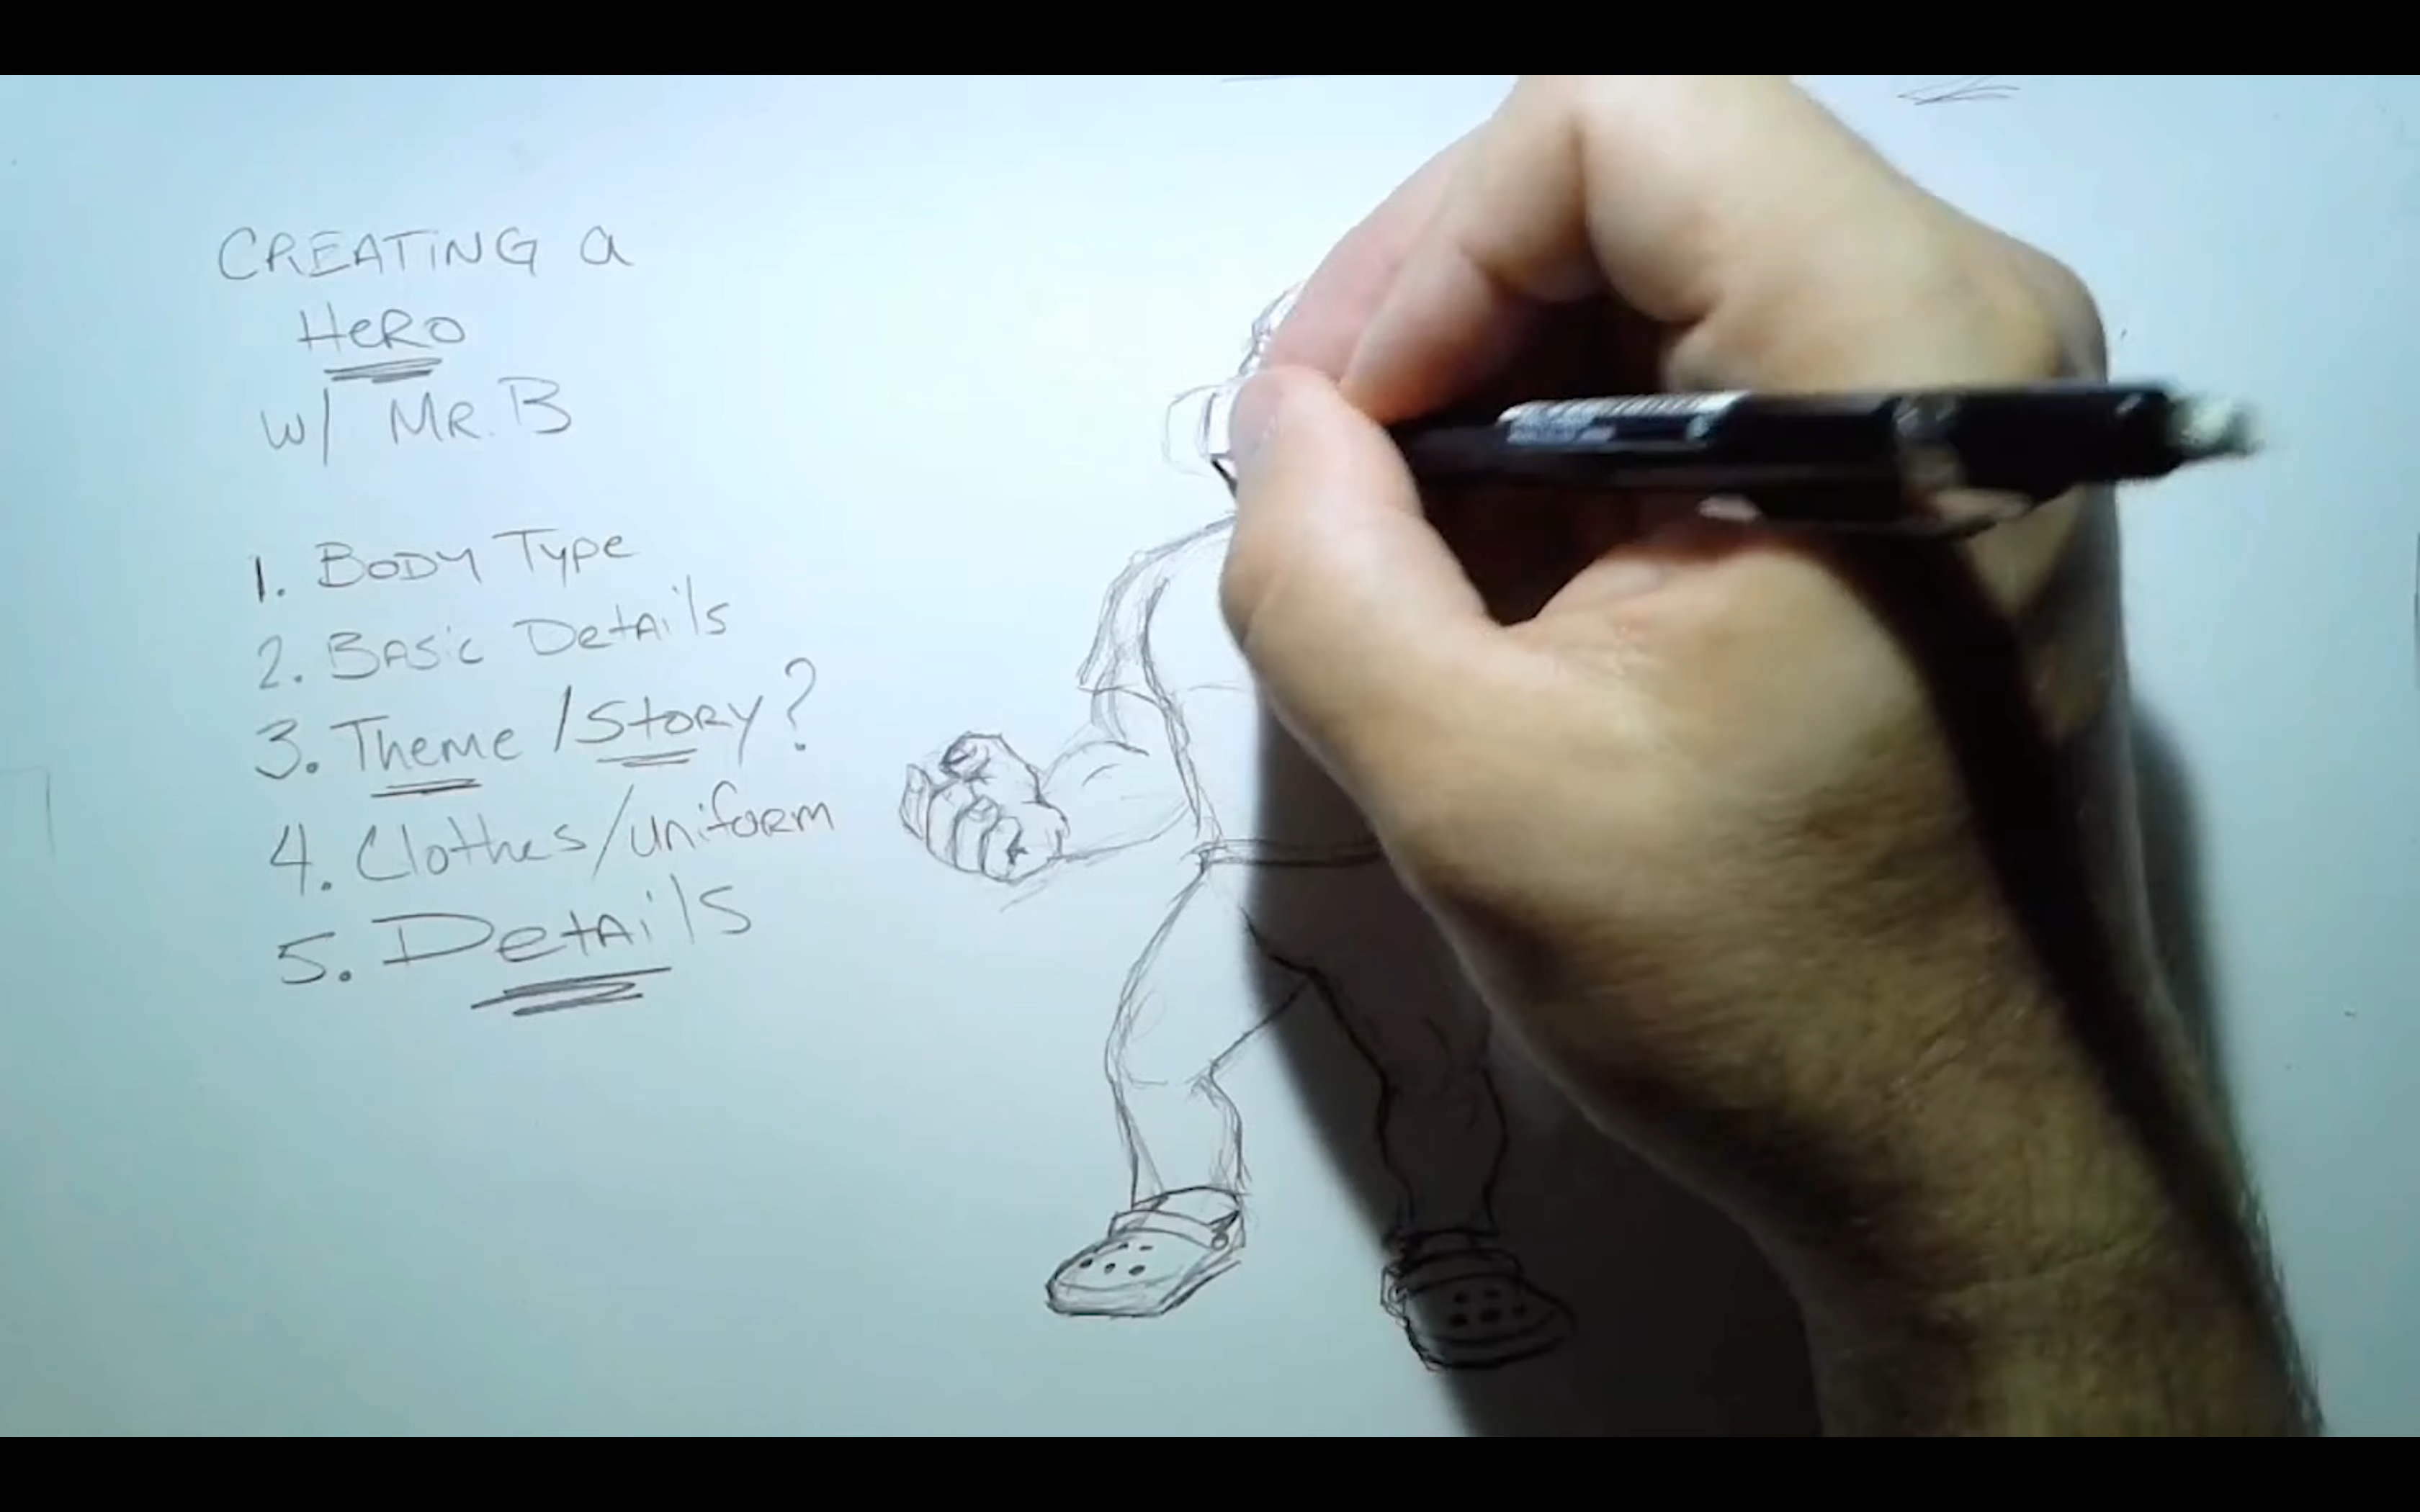 CREATING a
HeRo
w/ MR. B
1. BODY Type
2. BASiC DetAils
3. Theme / StoRy?
4. Clothes/uniform
5. DetAils